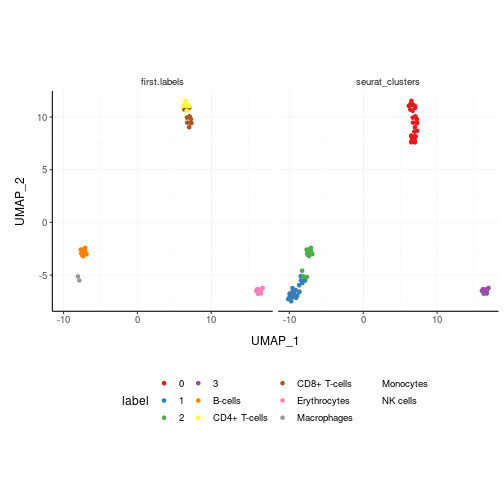 first.labels seurat_clusters
10
5
0
-5
-10 0 10 -10 0 10
UMAP_2
UMAP_1
label
0 3 CD8+ T-cells Monocytes
1 B-cells Erythrocytes NK cells
2 CD4+ T-cells Macrophages